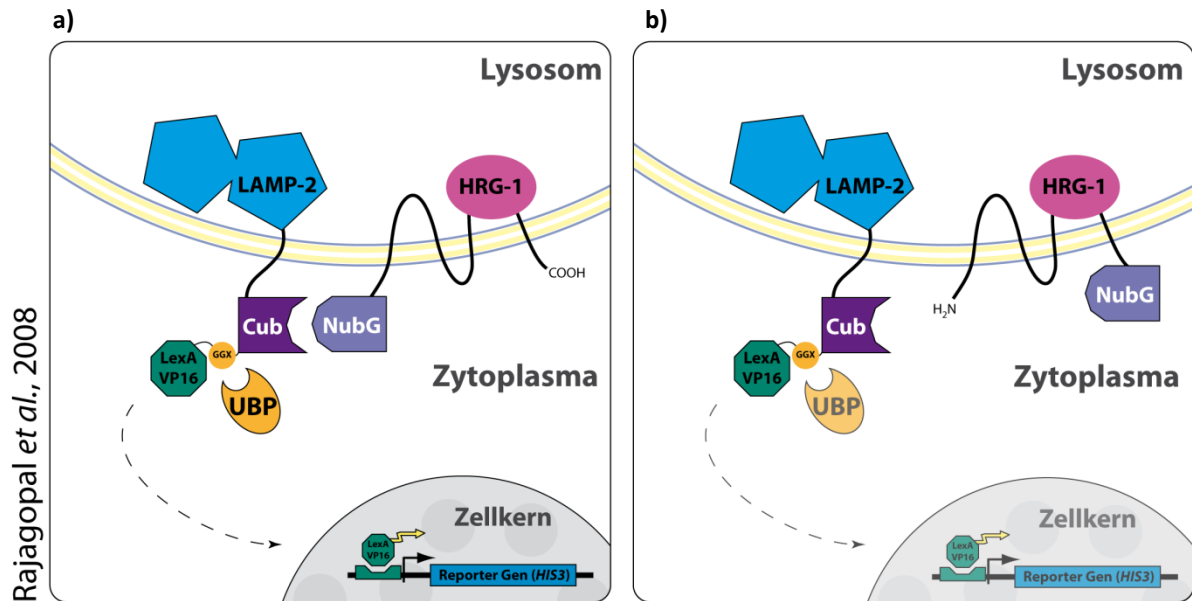 a)
Lysosom
LAMP-2
HRG-1
COOH
Cub
NubG
LexA
VP16
GGX
UBP
Zytoplasma
Zellkern
LexA
VP16
Reporter Gen (HIS3)
b)
Lysosom
LAMP-2
HRG-1
H₂N
NubG
Cub
LexA
VP16
GGX
UBP
Zytoplasma
Zellkern
LexA
VP16
Reporter Gen (HIS3)
Rajagopal et al., 2008